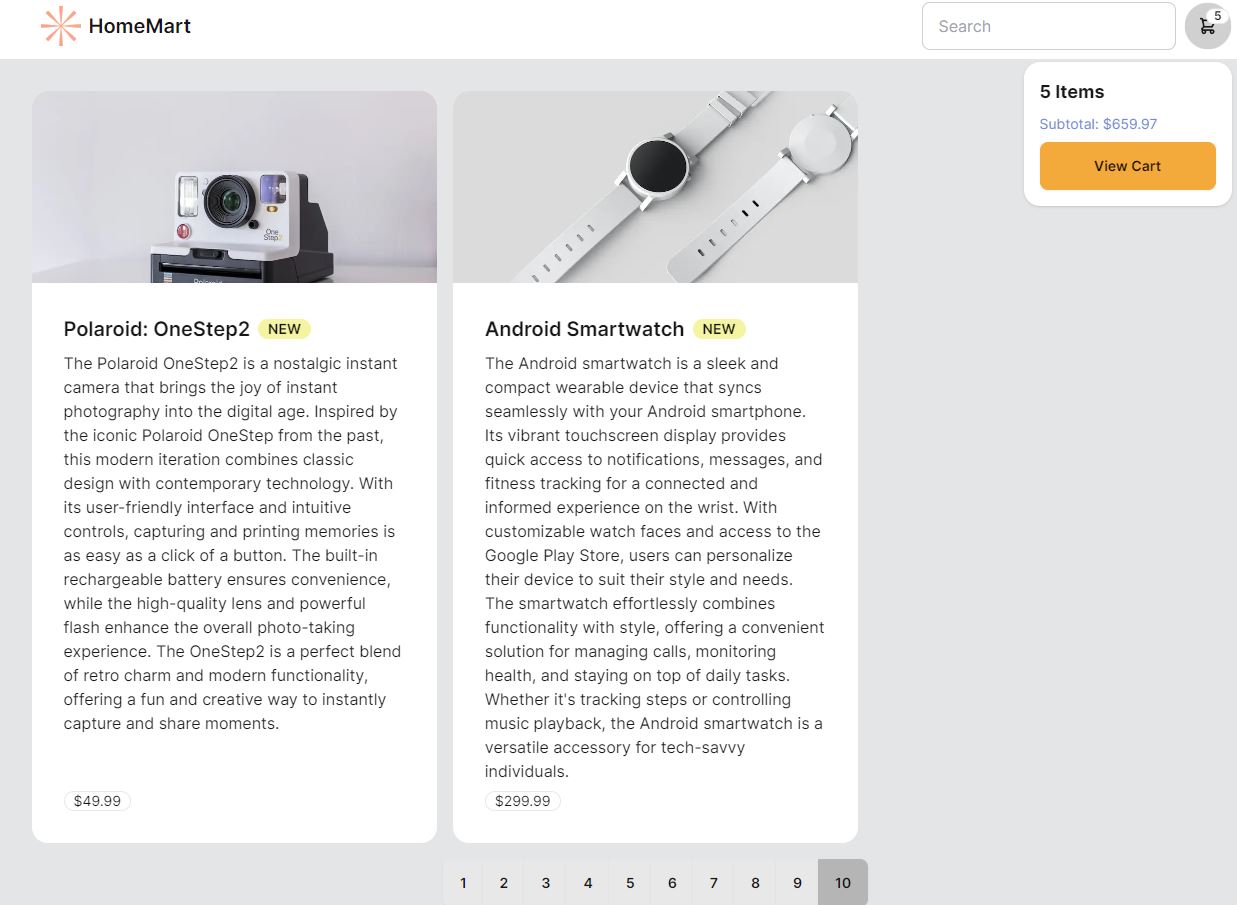 HomeMart
Search
5
5 Items
Subtotal: $659.97
View Cart
One
Step2
Polaroid
Polaroid: OneStep2 NEW
The Polaroid OneStep2 is a nostalgic instant
camera that brings the joy of instant
photography into the digital age. Inspired by
the iconic Polaroid OneStep from the past,
this modern iteration combines classic
design with contemporary technology. With
its user-friendly interface and intuitive
controls, capturing and printing memories is
as easy as a click of a button. The built-in
rechargeable battery ensures convenience,
while the high-quality lens and powerful
flash enhance the overall photo-taking
experience. The OneStep2 is a perfect blend
of retro charm and modern functionality,
offering a fun and creative way to instantly
capture and share moments.
$49.99
Android Smartwatch NEW
The Android smartwatch is a sleek and
compact wearable device that syncs
seamlessly with your Android smartphone.
Its vibrant touchscreen display provides
quick access to notifications, messages, and
fitness tracking for a connected and
informed experience on the wrist. With
customizable watch faces and access to the
Google Play Store, users can personalize
their device to suit their style and needs.
The smartwatch effortlessly combines
functionality with style, offering a convenient
solution for managing calls, monitoring
health, and staying on top of daily tasks.
Whether it's tracking steps or controlling
music playback, the Android smartwatch is a
versatile accessory for tech-savvy
individuals.
$299.99
1 2 3 4 5 6 7 8 9 10